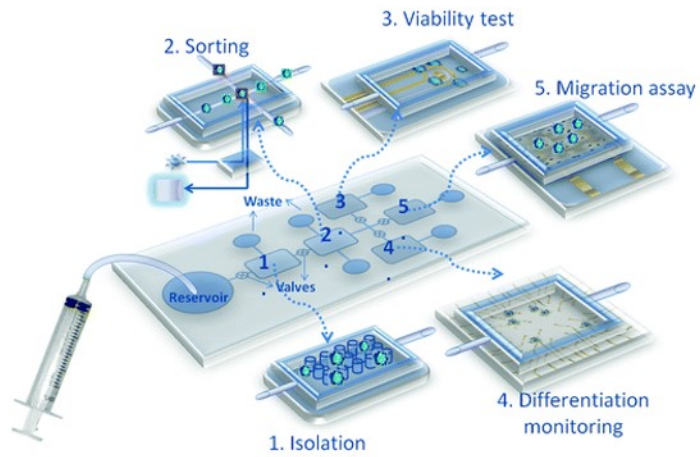 3. Viability test
2. Sorting
5. Migration assay
Waste
3
5
2
4
1
Valves
Reservoir
4. Differentiation
monitoring
1. Isolation